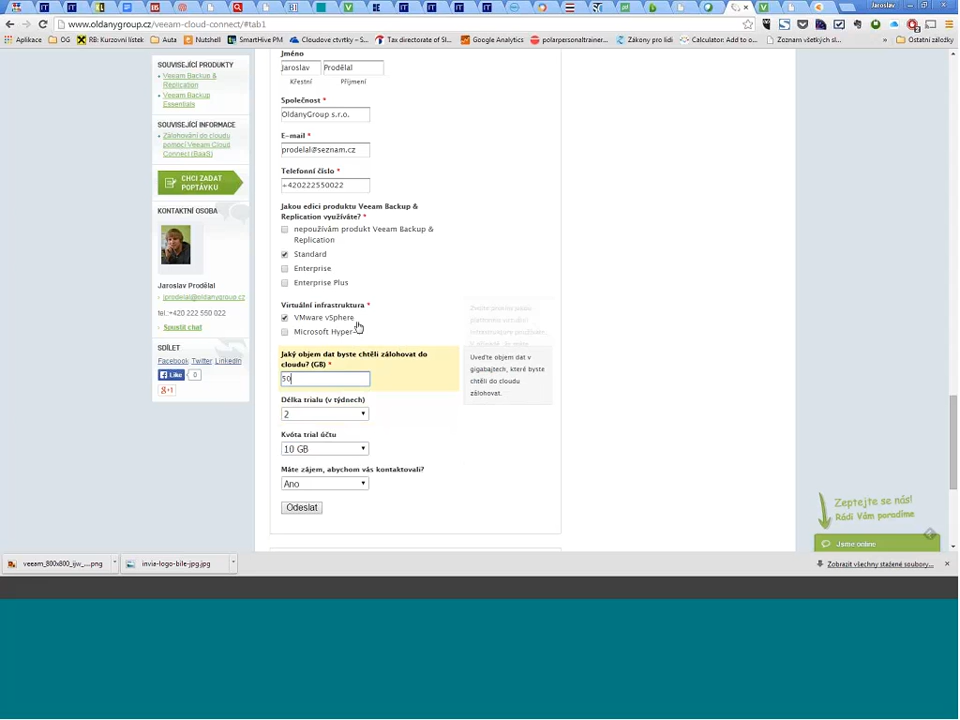 Jaroslav
www.oldanygroup.cz/veeam-cloud-connect/#tab1
Aplikace OG RB: Kurzovní lístek Auta Nutshell SmartHive PM Cloudove ctvrtky – S... Tax directorate of Sl... Google Analytics polarpersonaltrainer... Zákony pro lidi Calculator: Add to o... Zoznam všetkých sl... » Ostatní záložky
SOUVISEJÍCÍ PRODUKTY
Veeam Backup &
Replication
Veeam Backup
Essentials
SOUVISEJÍCÍ INFORMACE
Zálohování do cloudu
pomocí Veeam Cloud
Connect (BaaS)
CHCI ZADAT
POPTÁVKU
KONTAKTNÍ OSOBA
Jaroslav Prodělal
jprodelal@oldanygroup.cz
tel.:+420 222 550 022
Spustit chat
SDÍLET
Facebook Twitter LinkedIn
Like 0
g+1
Jméno
Jaroslav Prodělal
Křestní Příjmení
Společnost *
OldanyGroup s.r.o.
E-mail *
prodelal@seznam.cz
Telefonní číslo *
+420222550022
Jakou edici produktu Veeam Backup &
Replication využíváte? *
nepoužívám produkt Veeam Backup &
Replication
Standard
Enterprise
Enterprise Plus
Virtuální infrastruktura *
VMware vSphere
Microsoft Hyper-
Jaký objem dat byste chtěli zálohovat do
cloudu? (GB) *
50
Uveďte objem dat v
gigabajtech, které byste
chtěli do cloudu
zálohovat.
Délka trialu (v týdnech)
2
Kvóta trial účtu
10 GB
Máte zájem, abychom vás kontaktovali?
Ano
Odeslat
Zeptejte se nás!
Rádi Vám poradíme
Jsme online
veeam_800x800_ijw_....png invia-logo-bile-jpg.jpg Zobrazit všechny stažené soubory...